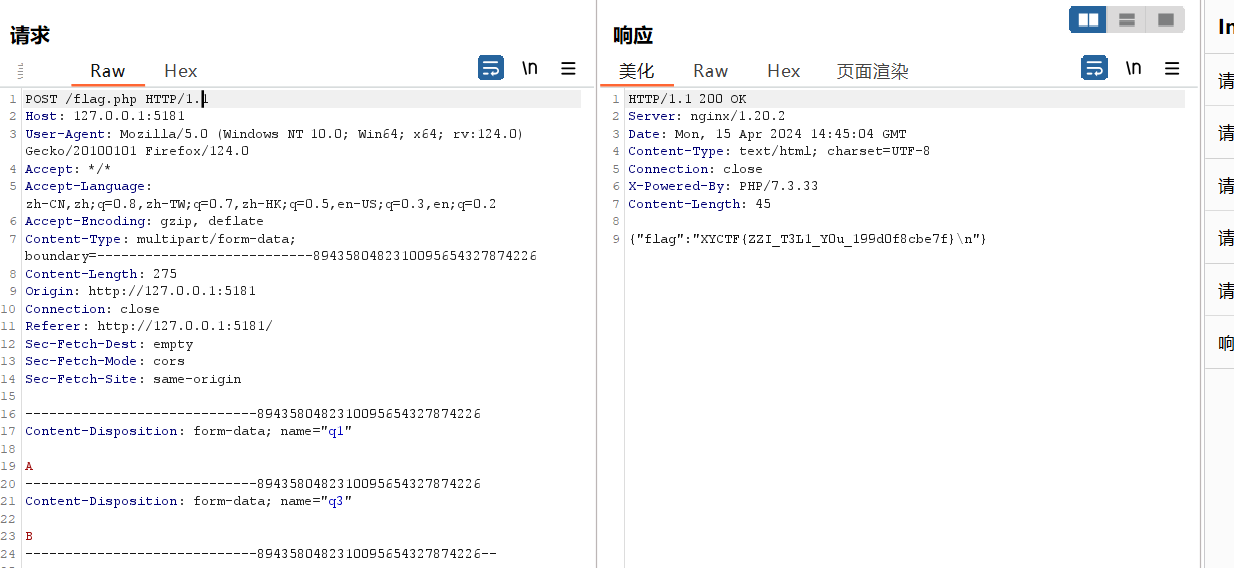 请求
Raw Hex
\n
1 POST /flag.php HTTP/1.1
2 Host: 127.0.0.1:5181
3 User-Agent: Mozilla/5.0 (Windows NT 10.0; Win64; x64; rv:124.0)
Gecko/20100101 Firefox/124.0
4 Accept: */*
5 Accept-Language:
zh-CN,zh;q=0.8,zh-TW;q=0.7,zh-HK;q=0.5,en-US;q=0.3,en;q=0.2
6 Accept-Encoding: gzip, deflate
7 Content-Type: multipart/form-data;
boundary=---------------------------89435804823100956543278742​26
8 Content-Length: 275
9 Origin: http://127.0.0.1:5181
10 Connection: close
11 Referer: http://127.0.0.1:5181/
12 Sec-Fetch-Dest: empty
13 Sec-Fetch-Mode: cors
14 Sec-Fetch-Site: same-origin
15
16 -----------------------------8943580482310095654327874226
17 Content-Disposition: form-data; name="q1"
18
19 A
20 -----------------------------8943580482310095654327874226
21 Content-Disposition: form-data; name="q3"
22
23 B
24 -----------------------------8943580482310095654327874226--
响应
美化 Raw Hex 页面渲染
\n
1 HTTP/1.1 200 OK
2 Server: nginx/1.20.2
3 Date: Mon, 15 Apr 2024 14:45:04 GMT
4 Content-Type: text/html; charset=UTF-8
5 Connection: close
6 X-Powered-By: PHP/7.3.33
7 Content-Length: 45
8
9 {"flag":"XYCTF{ZZI_T3L1_Y0u_199d0f8cbe7f}\n"}
In
请
请
请
请
请
响